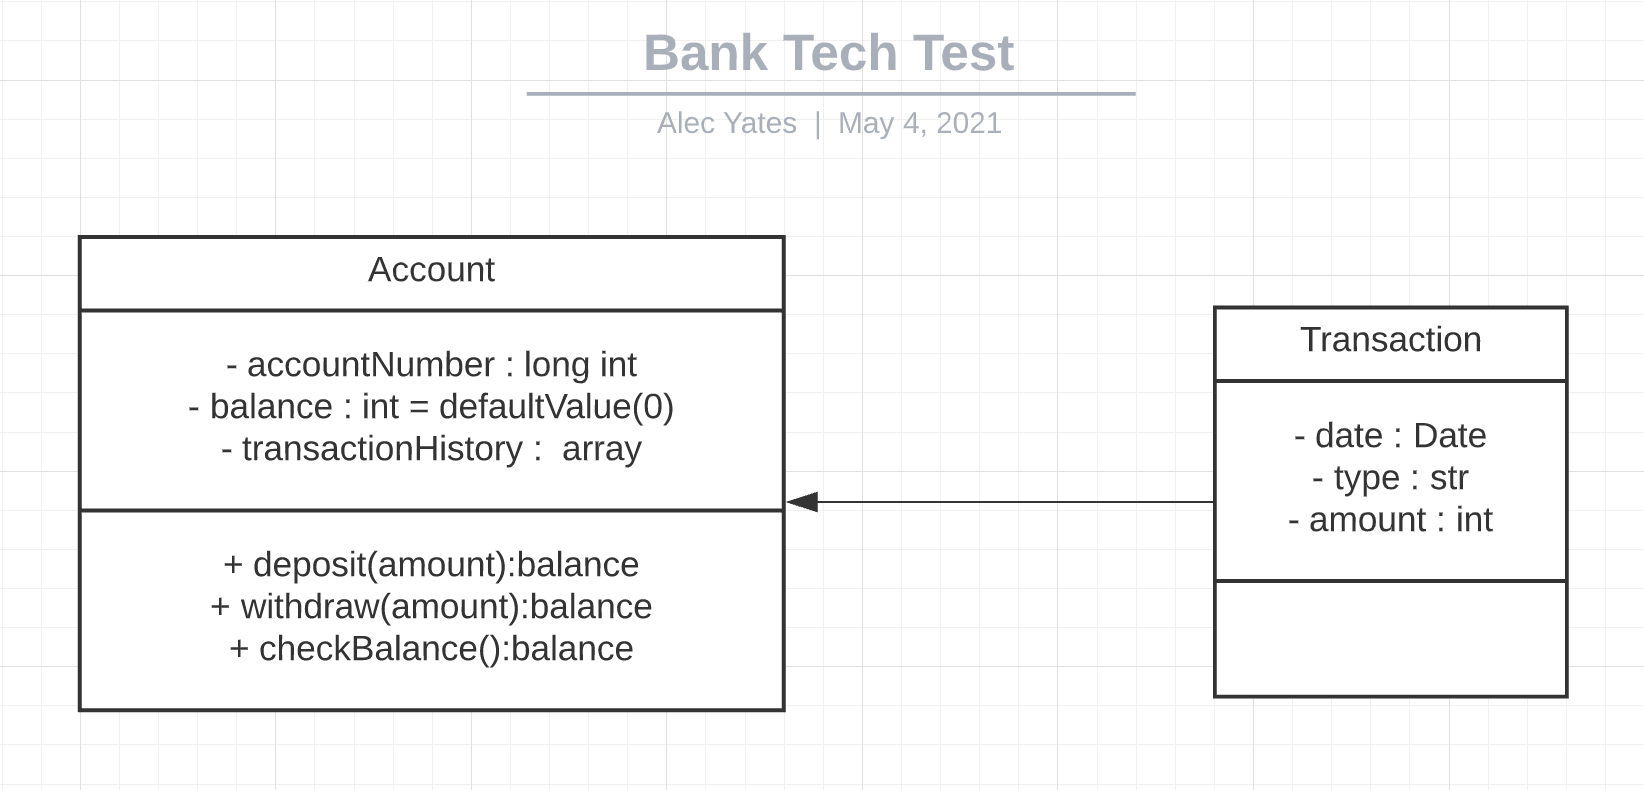 Bank Tech Test
Alec Yates | May 4, 2021
Account
- accountNumber : long int
- balance : int = defaultValue(0)
- transactionHistory :  array
+ deposit(amount):balance
+ withdraw(amount):balance
+ checkBalance():balance
Transaction
- date : Date
- type : str
- amount : int